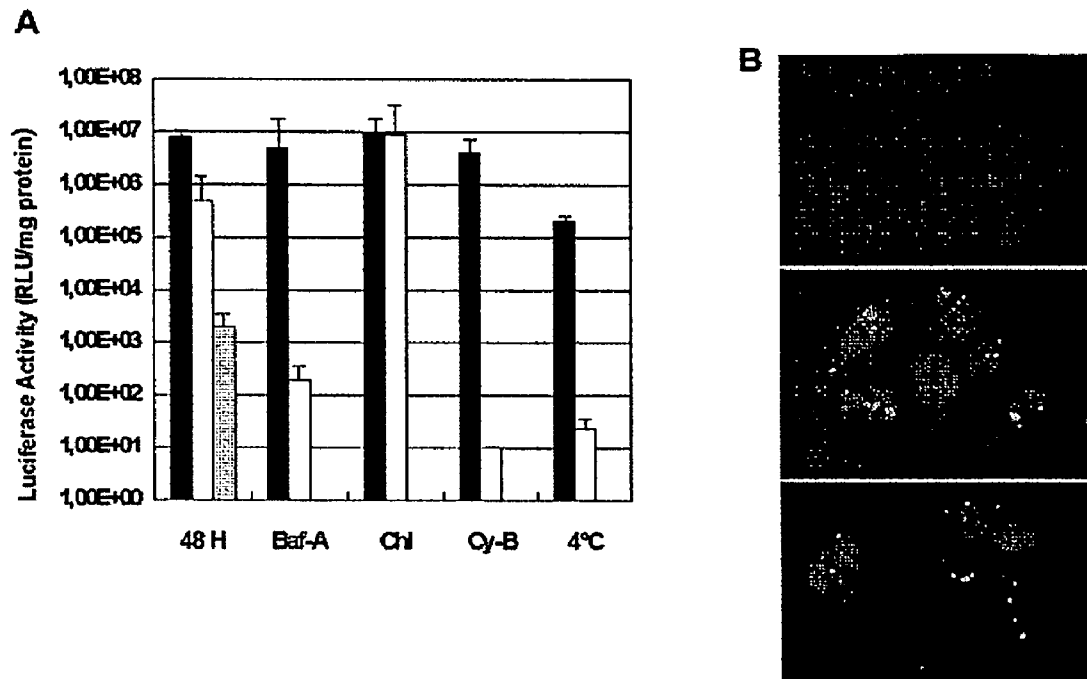 A
B
Luciferase Activity (RLU/mg protein)
1,00E+08
1,00E+07
1,00E+06
1,00E+05
1,00E+04
1,00E+03
1,00E+02
1,00E+01
1,00E+00
48 H Baf-A Chl Cy-B 4°C